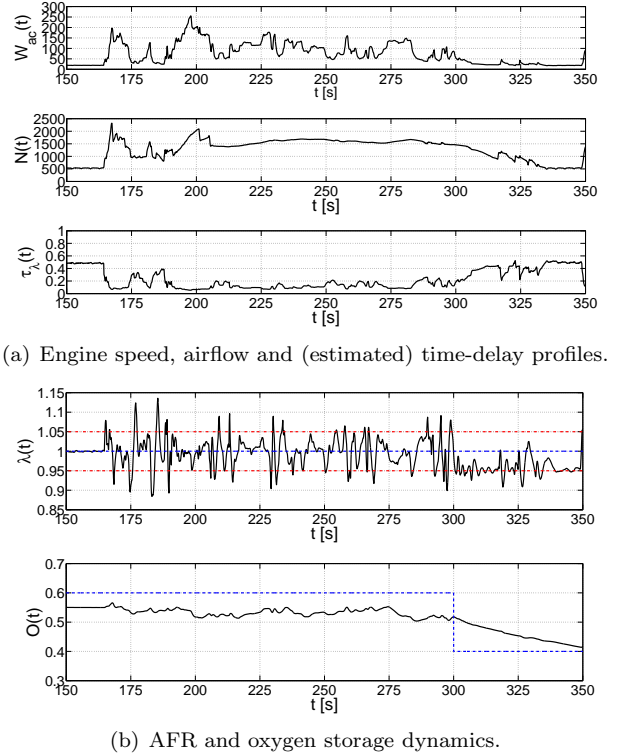 300
250
200
150
100
50
0
W_ac(t)
150 175 200 225 250 275 300 325 350
t [s]
2500
2000
1500
1000
500
0
N(t)
150 175 200 225 250 275 300 325 350
t [s]
1
0.8
0.6
0.4
0.2
0
τ_λ(t)
150 175 200 225 250 275 300 325 350
t [s]
(a) Engine speed, airflow and (estimated) time-delay profiles.
1.15
1.1
1.05
1
0.95
0.9
0.85
λ(t)
150 175 200 225 250 275 300 325 350
t [s]
0.7
0.6
0.5
0.4
0.3
O(t)
150 175 200 225 250 275 300 325 350
t [s]
(b) AFR and oxygen storage dynamics.